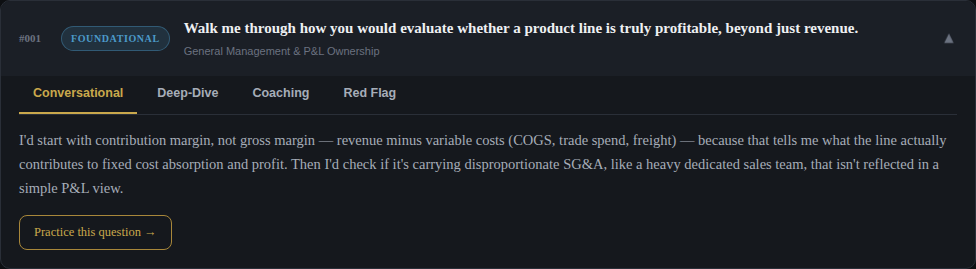 #001
FOUNDATIONAL
Walk me through how you would evaluate whether a product line is truly profitable, beyond just revenue.
General Management & P&L Ownership
▲
Conversational Deep-Dive Coaching Red Flag
I'd start with contribution margin, not gross margin — revenue minus variable costs (COGS, trade spend, freight) — because that tells me what the line actually
contributes to fixed cost absorption and profit. Then I'd check if it's carrying disproportionate SG&A, like a heavy dedicated sales team, that isn't reflected in a
simple P&L view.
Practice this question →